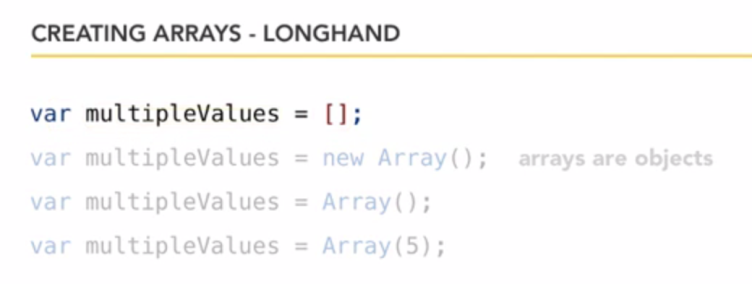 CREATING ARRAYS - LONGHAND
var multipleValues = [];
var multipleValues = new Array(); arrays are objects
var multipleValues = Array();
var multipleValues = Array(5);